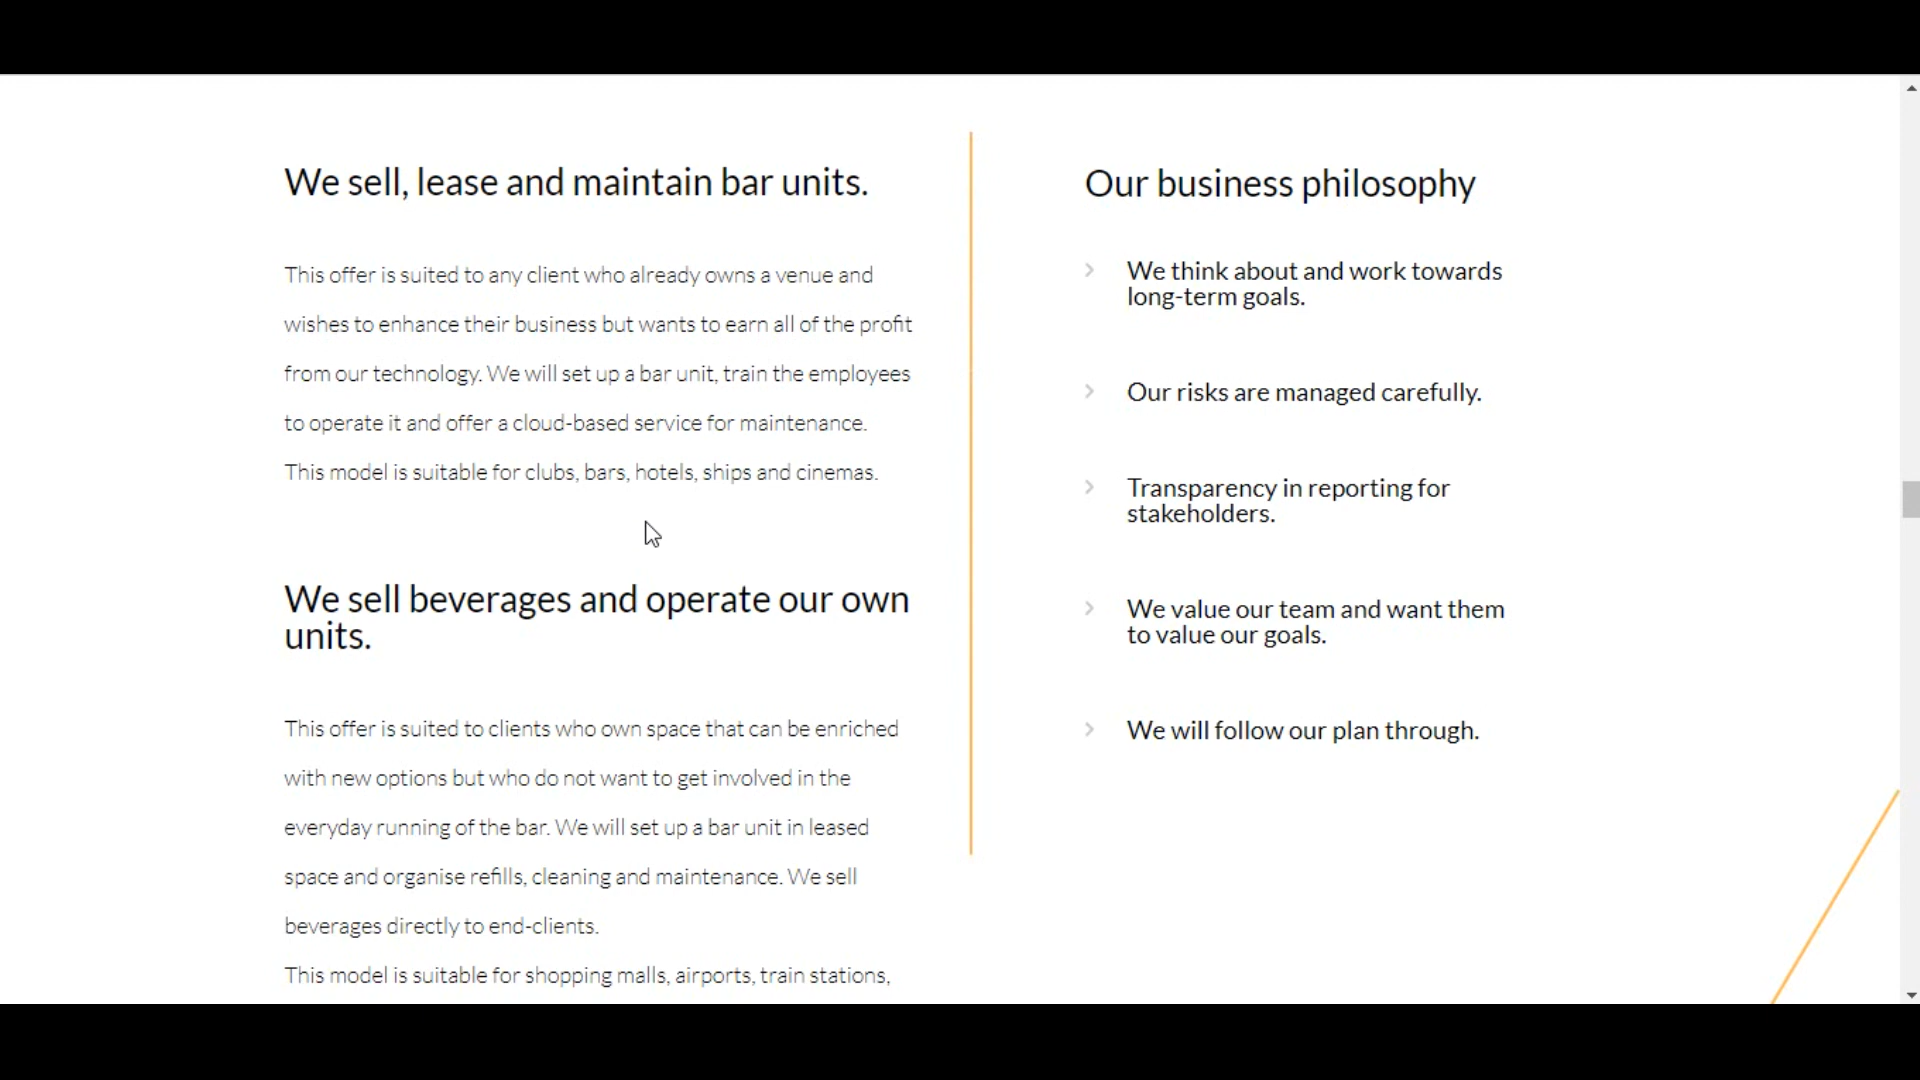 We sell, lease and maintain bar units.
This offer is suited to any client who already owns a venue and
wishes to enhance their business but wants to earn all of the profit
from our technology. We will set up a bar unit, train the employees
to operate it and offer a cloud-based service for maintenance.
This model is suitable for clubs, bars, hotels, ships and cinemas.
We sell beverages and operate our own
units.
This offer is suited to clients who own space that can be enriched
with new options but who do not want to get involved in the
everyday running of the bar. We will set up a bar unit in leased
space and organise refills, cleaning and maintenance. We sell
beverages directly to end-clients.
This model is suitable for shopping malls, airports, train stations,
Our business philosophy
We think about and work towards
long-term goals.
Our risks are managed carefully.
Transparency in reporting for
stakeholders.
We value our team and want them
to value our goals.
We will follow our plan through.